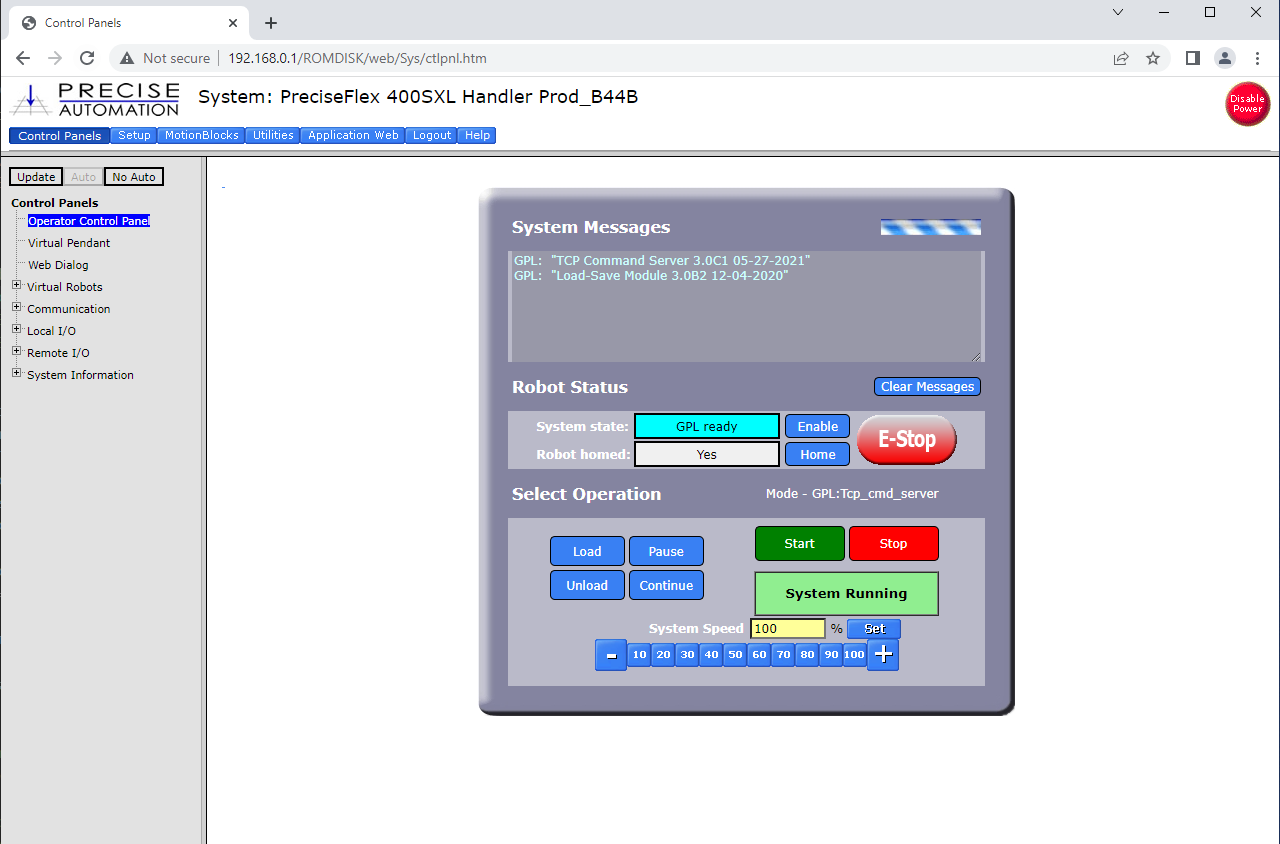 Control Panels
Not secure
192.168.0.1/ROMDISK/web/Sys/ctlpnl.htm
PRECISE
AUTOMATION
System: PreciseFlex 400SXL Handler Prod_B44B
Disable
Power
Control Panels Setup MotionBlocks Utilities Application Web Logout Help
Update Auto No Auto
Control Panels
Operator Control Panel
Virtual Pendant
Web Dialog
Virtual Robots
Communication
Local I/O
Remote I/O
System Information
-
System Messages
GPL: "TCP Command Server 3.0C1 05-27-2021"
GPL: "Load-Save Module 3.0B2 12-04-2020"
Robot Status
Clear Messages
System state: GPL ready Enable
E-Stop
Robot homed: Yes Home
Select Operation
Mode - GPL:Tcp_cmd_server
Load Pause
Start Stop
Unload Continue
System Running
System Speed 100 % Set
- 10 20 30 40 50 60 70 80 90 100 +